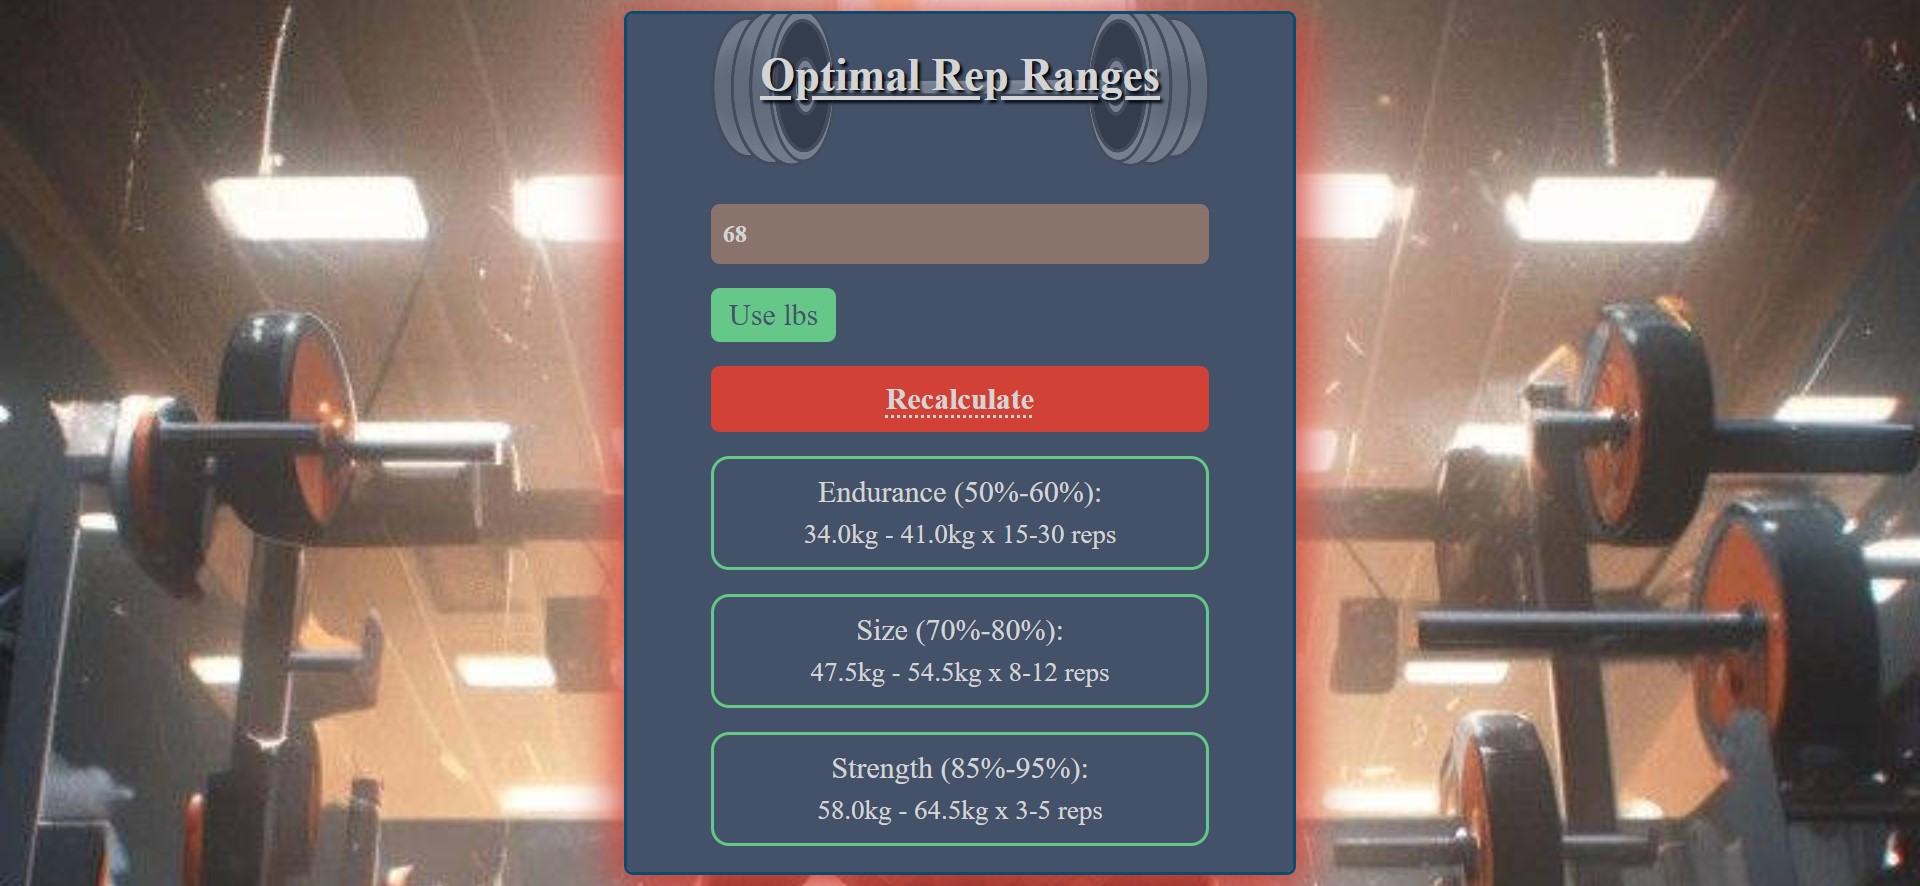 Optimal Rep Ranges
68
Use lbs
Recalculate
Endurance (50%-60%):
34.0kg - 41.0kg x 15-30 reps
Size (70%-80%):
47.5kg - 54.5kg x 8-12 reps
Strength (85%-95%):
58.0kg - 64.5kg x 3-5 reps